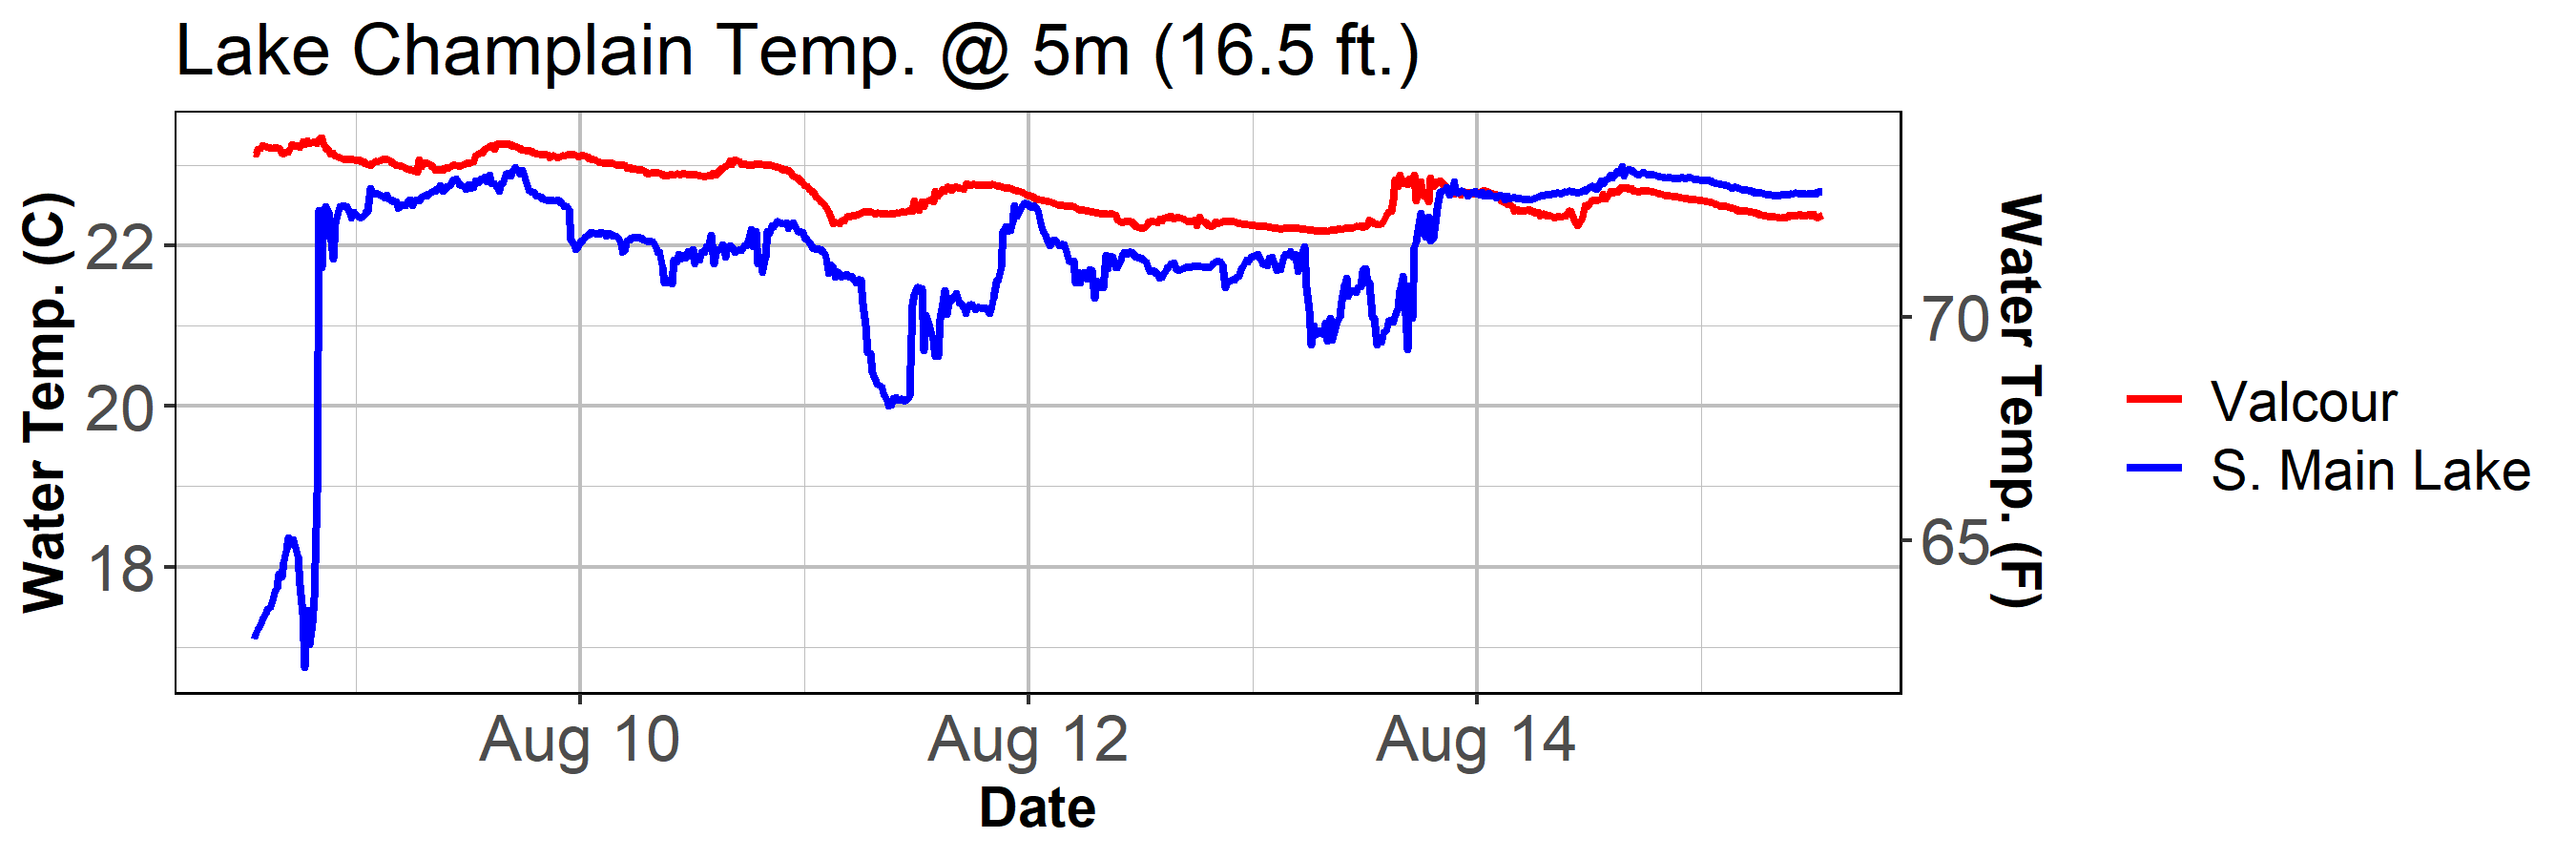 Lake Champlain Temp. @ 5m (16.5 ft.)
Water Temp. (C)
22
20
18
70
65
Water Temp. (F)
Aug 10
Aug 12
Aug 14
Date
Valcour
S. Main Lake